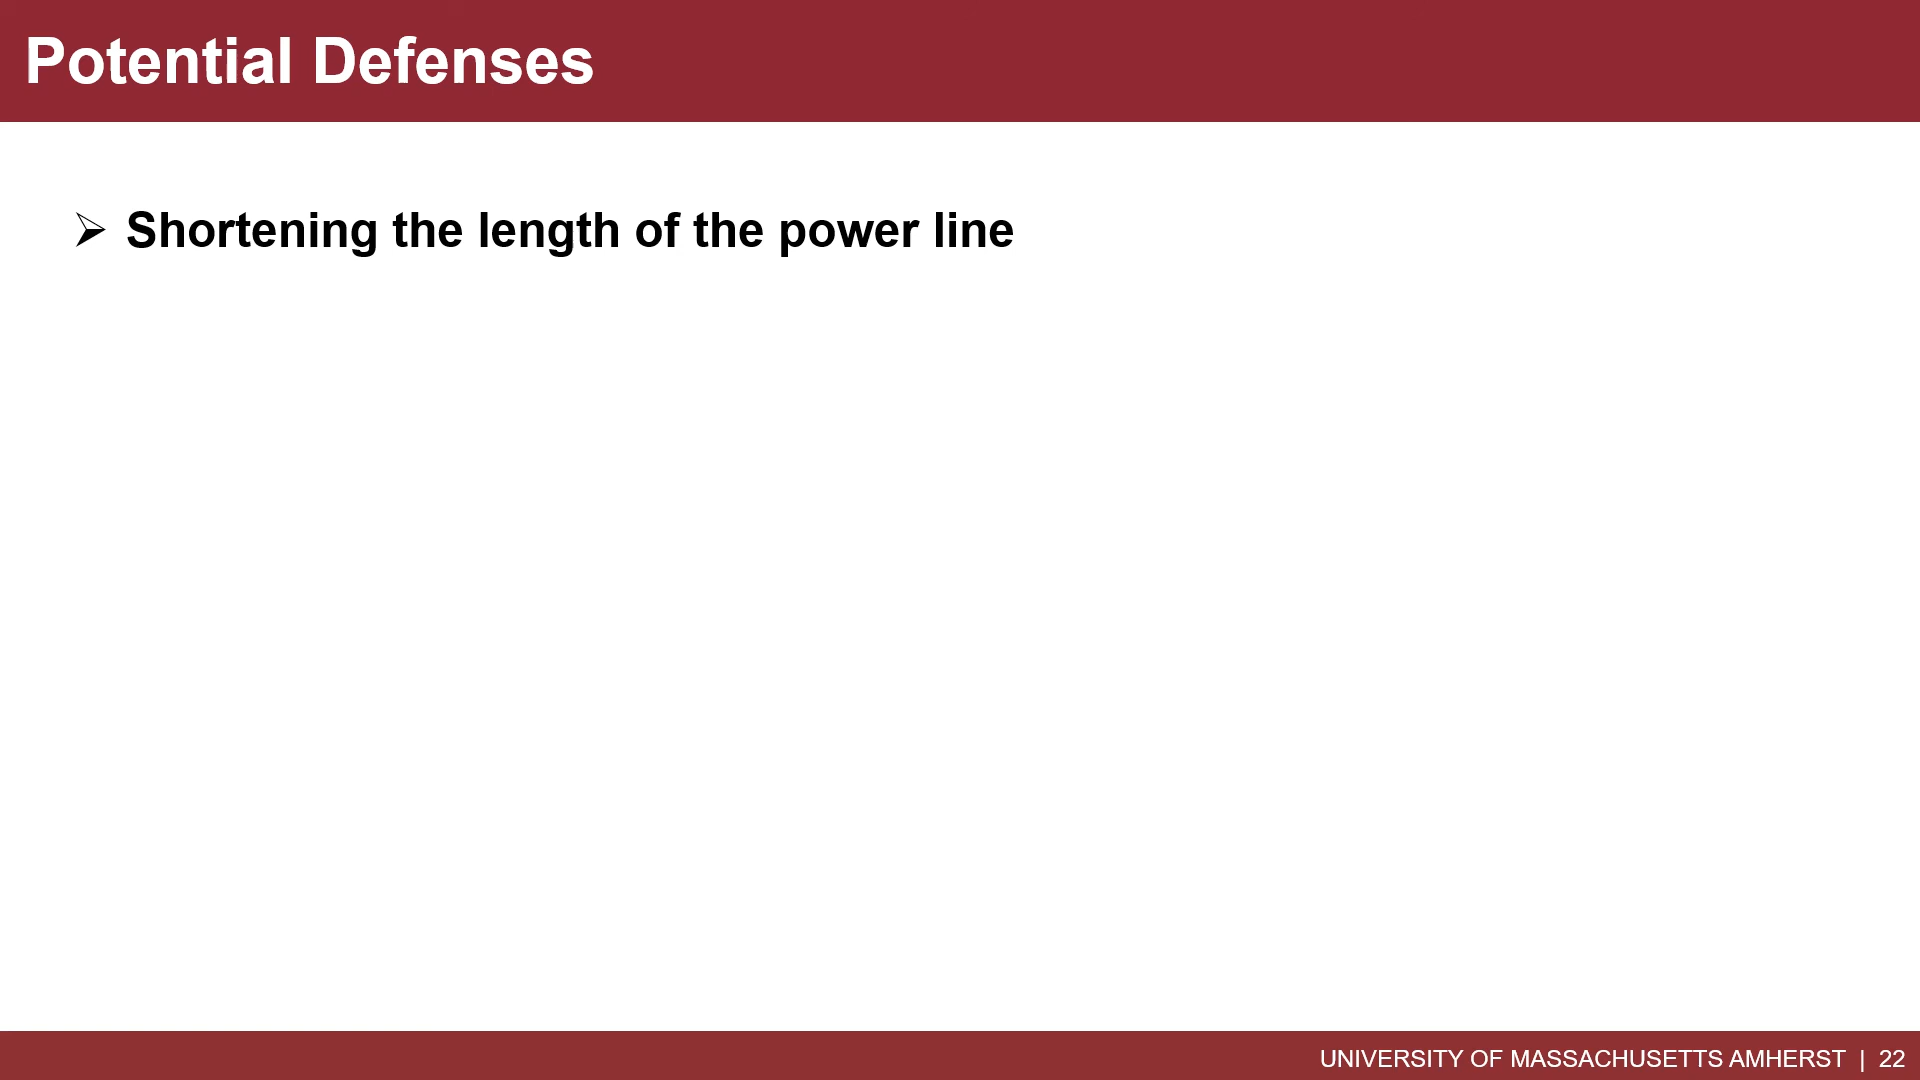 Potential Defenses
➢ Shortening the length of the power line
UNIVERSITY OF MASSACHUSETTS AMHERST | 22